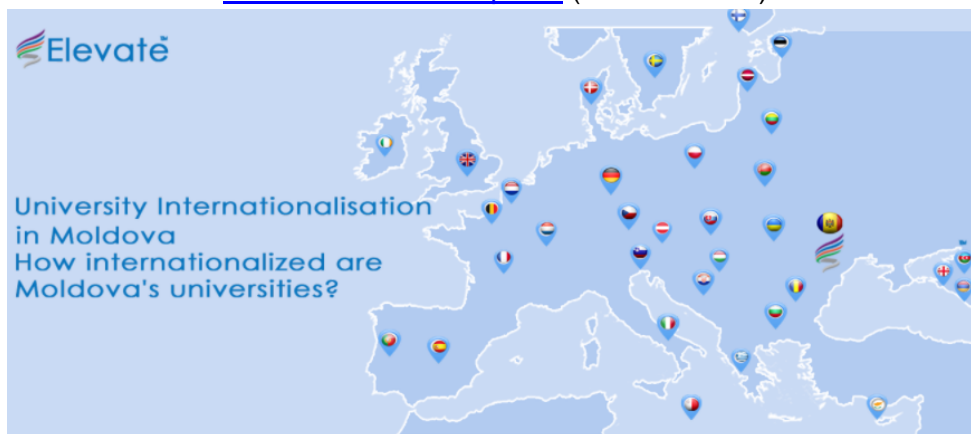 Elevate
University Internationalisation
in Moldova
How internationalized are
Moldova's universities?